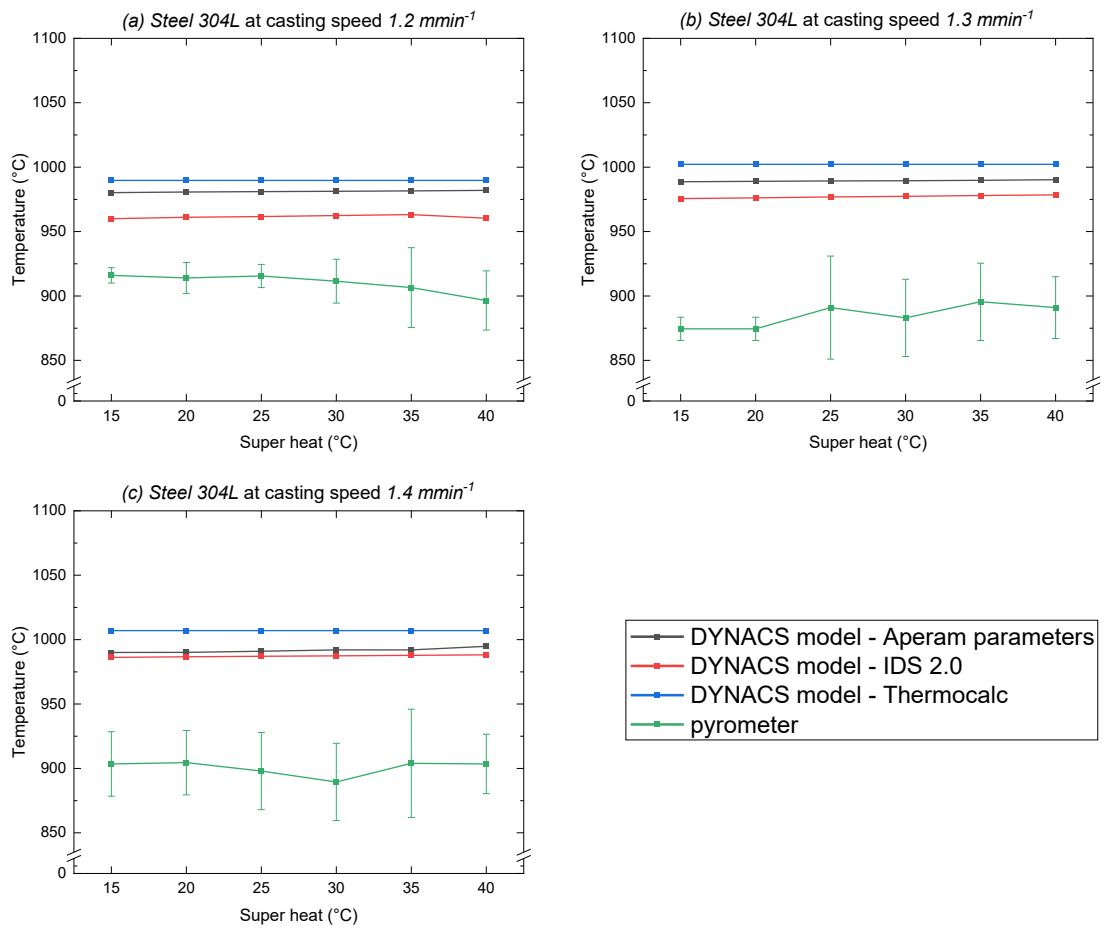 (a) Steel 304L at casting speed 1.2 mmin⁻¹
1100
1050
1000
950
900
850
0
Temperature (°C)
15 20 25 30 35 40
Super heat (°C)
(b) Steel 304L at casting speed 1.3 mmin⁻¹
1100
1050
1000
950
900
850
0
Temperature (°C)
15 20 25 30 35 40
Super heat (°C)
(c) Steel 304L at casting speed 1.4 mmin⁻¹
1100
1050
1000
950
900
850
0
Temperature (°C)
15 20 25 30 35 40
Super heat (°C)
DYNACS model - Aperam parameters
DYNACS model - IDS 2.0
DYNACS model - Thermocalc
pyrometer